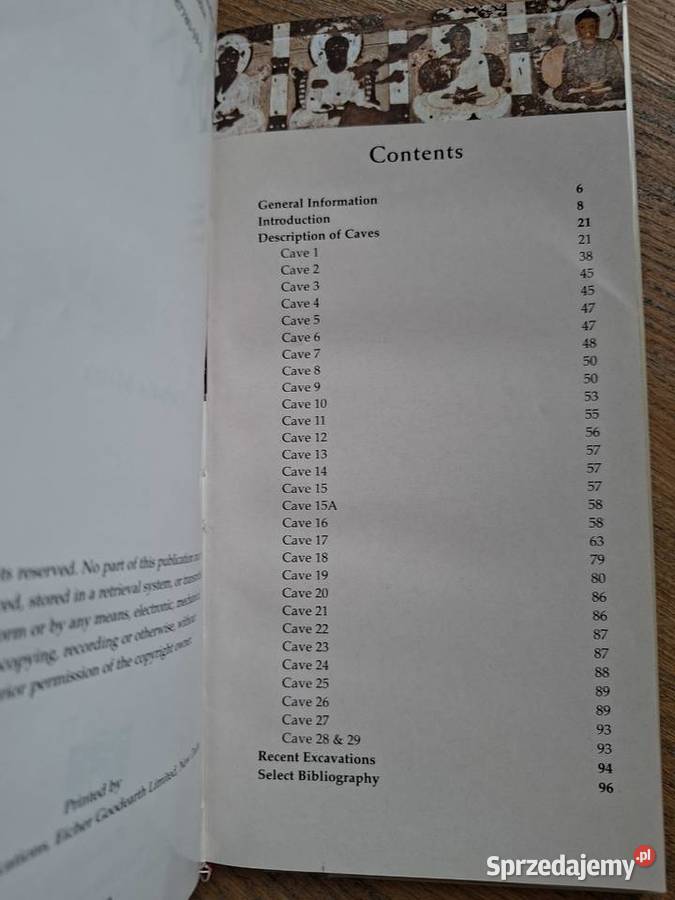 ts reserved. No part of this publication
stored in a retrieval system, or
form or by any means, electronic,
copying, recording or otherwise, without
permission of the copyright owner.
Printed by
Eicher Goodearth Limited, New
Contents
General Information 6
Introduction 8
Description of Caves 21
Cave 1 21
Cave 2 38
Cave 3 45
Cave 4 45
Cave 5 47
Cave 6 47
Cave 7 48
Cave 8 50
Cave 9 50
Cave 10 53
Cave 11 55
Cave 12 56
Cave 13 57
Cave 14 57
Cave 15 57
Cave 15A 58
Cave 16 58
Cave 17 63
Cave 18 79
Cave 19 80
Cave 20 86
Cave 21 86
Cave 22 87
Cave 23 87
Cave 24 88
Cave 25 89
Cave 26 89
Cave 27 93
Cave 28 & 29 93
Recent Excavations 94
Select Bibliography 96
Sprzedajemy.pl